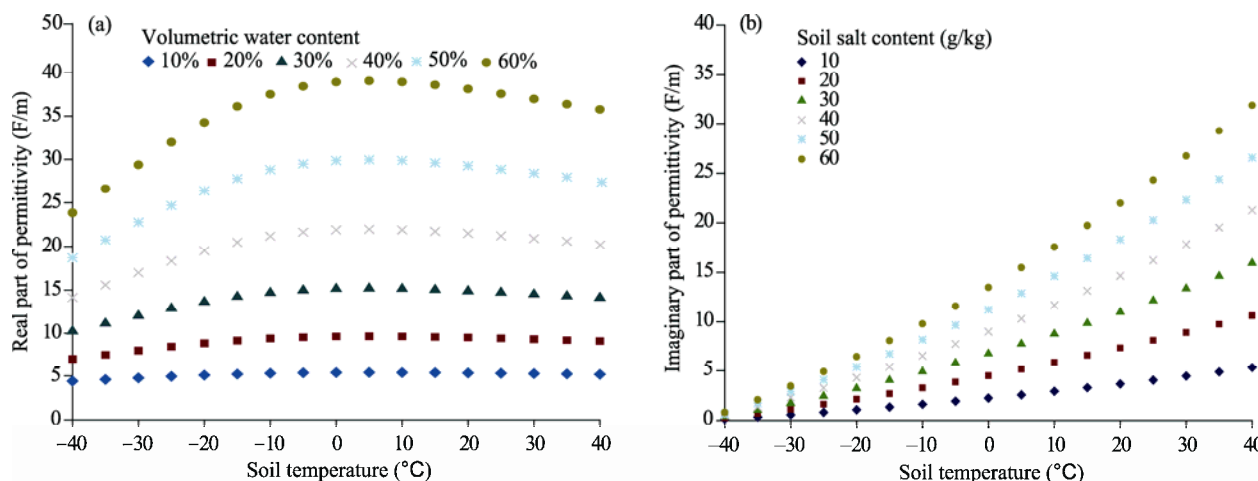 (a)
Volumetric water content
10% 20% 30% 40% 50% 60%
Real part of permittivity (F/m)
50
45
40
35
30
25
20
15
10
5
0
–40 –30 –20 –10 0 10 20 30 40
Soil temperature (°C)
(b)
Soil salt content (g/kg)
10
20
30
40
50
60
Imaginary part of permittivity (F/m)
40
35
30
25
20
15
10
5
0
–40 –30 –20 –10 0 10 20 30 40
Soil temperature (°C)